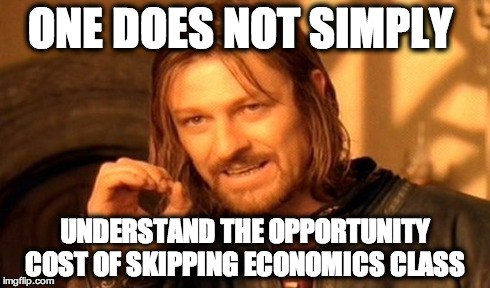 ONE DOES NOT SIMPLY
UNDERSTAND THE OPPORTUNITY
COST OF SKIPPING ECONOMICS CLASS
imgflip.com